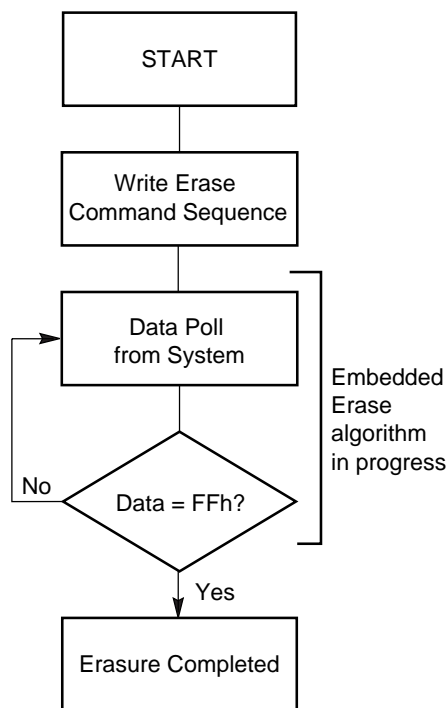 START
Write Erase
Command Sequence
Data Poll
from System
Embedded
Erase
algorithm
in progress
No
Data = FFh?
Yes
Erasure Completed